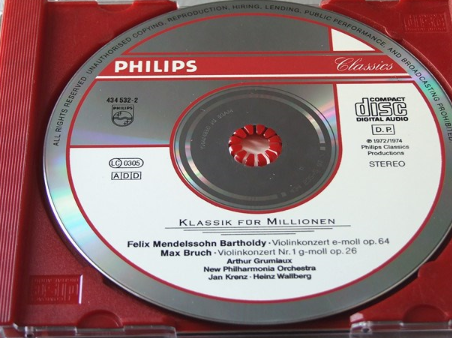 ALL RIGHTS RESERVED. UNAUTHORISED COPYING, REPRODUCTION, HIRING, LENDING, PUBLIC PERFORMANCE, AND BROADCASTING PROHIBITED
PHILIPS
Classics
434 532-2
PHILIPS
COMPACT
disc
DIGITAL AUDIO
D.P.
℗ 1972/1974
Philips Classics
Productions
STEREO
LC 0305
ADD
KLASSIK FÜR MILLIONEN
Felix Mendelssohn Bartholdy · Violinkonzert e-moll op. 64
Max Bruch · Violinkonzert Nr. 1 g-moll op. 26
Arthur Grumiaux
New Philharmonia Orchestra
Jan Krenz · Heinz Wallberg